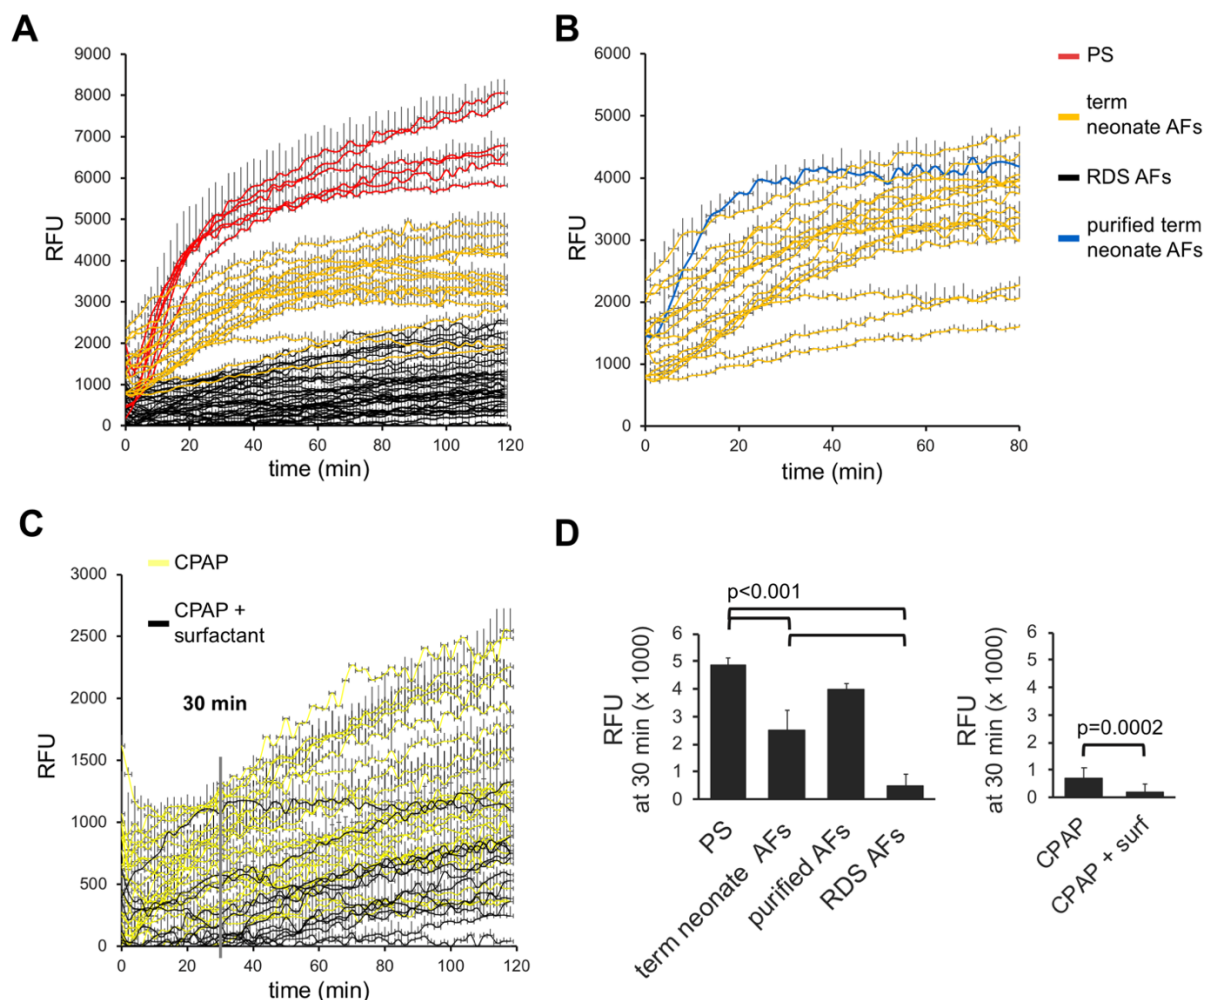 A
9000
8000
7000
6000
5000
4000
3000
2000
1000
0
RFU
0 20 40 60 80 100 120
time (min)
B
6000
5000
4000
3000
2000
1000
0
RFU
0 20 40 60 80
time (min)
PS
term
neonate AFs
RDS AFs
purified term
neonate AFs
C
CPAP
CPAP +
surfactant
30 min
3000
2500
2000
1500
1000
500
0
RFU
0 20 40 60 80 100 120
time (min)
D
p<0.001
RFU
at 30 min (x 1000)
6
5
4
3
2
1
0
PS
term neonate AFs
purified AFs
RDS AFs
RFU
at 30 min (x 1000)
6
5
4
3
2
1
0
p=0.0002
CPAP
CPAP + surf